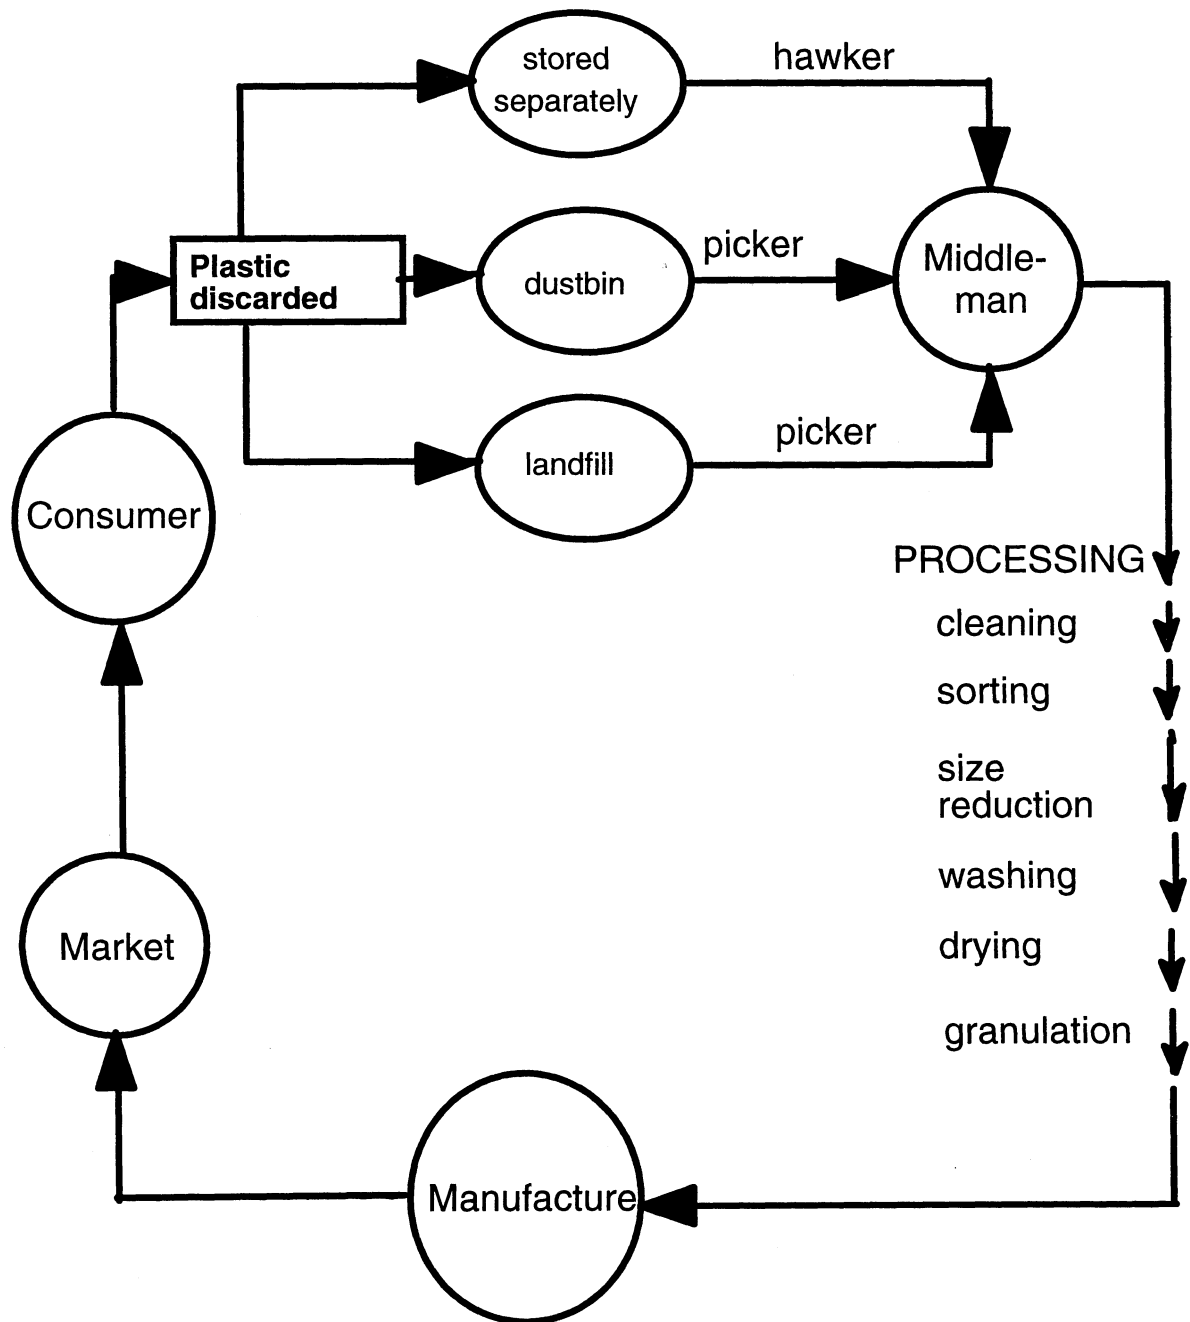 stored
separately
hawker
Plastic
discarded
dustbin
picker
Middle-
man
landfill
picker
Consumer
PROCESSING
cleaning
sorting
size
reduction
washing
drying
granulation
Market
Manufacture